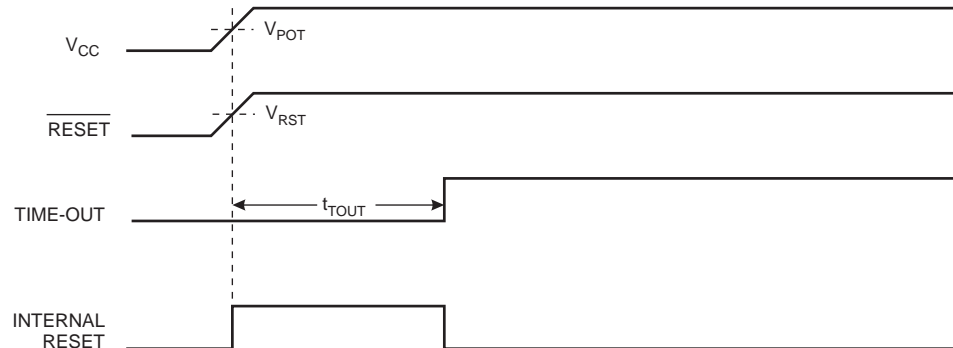 V_CC
V_POT
RESET
V_RST
TIME-OUT
t_TOUT
INTERNAL
RESET